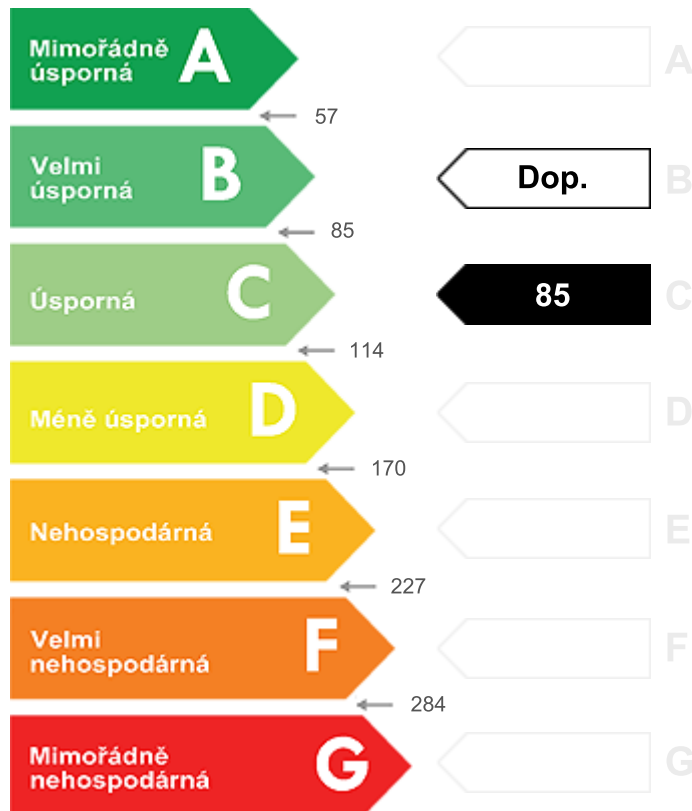 Mimořádně
úsporná
A
A
57
Velmi
úsporná
B
Dop.
B
85
Úsporná
C
85
C
114
Méně úsporná
D
D
170
Nehospodárná
E
E
227
Velmi
nehospodárná
F
F
284
Mimořádně
nehospodárná
G
G